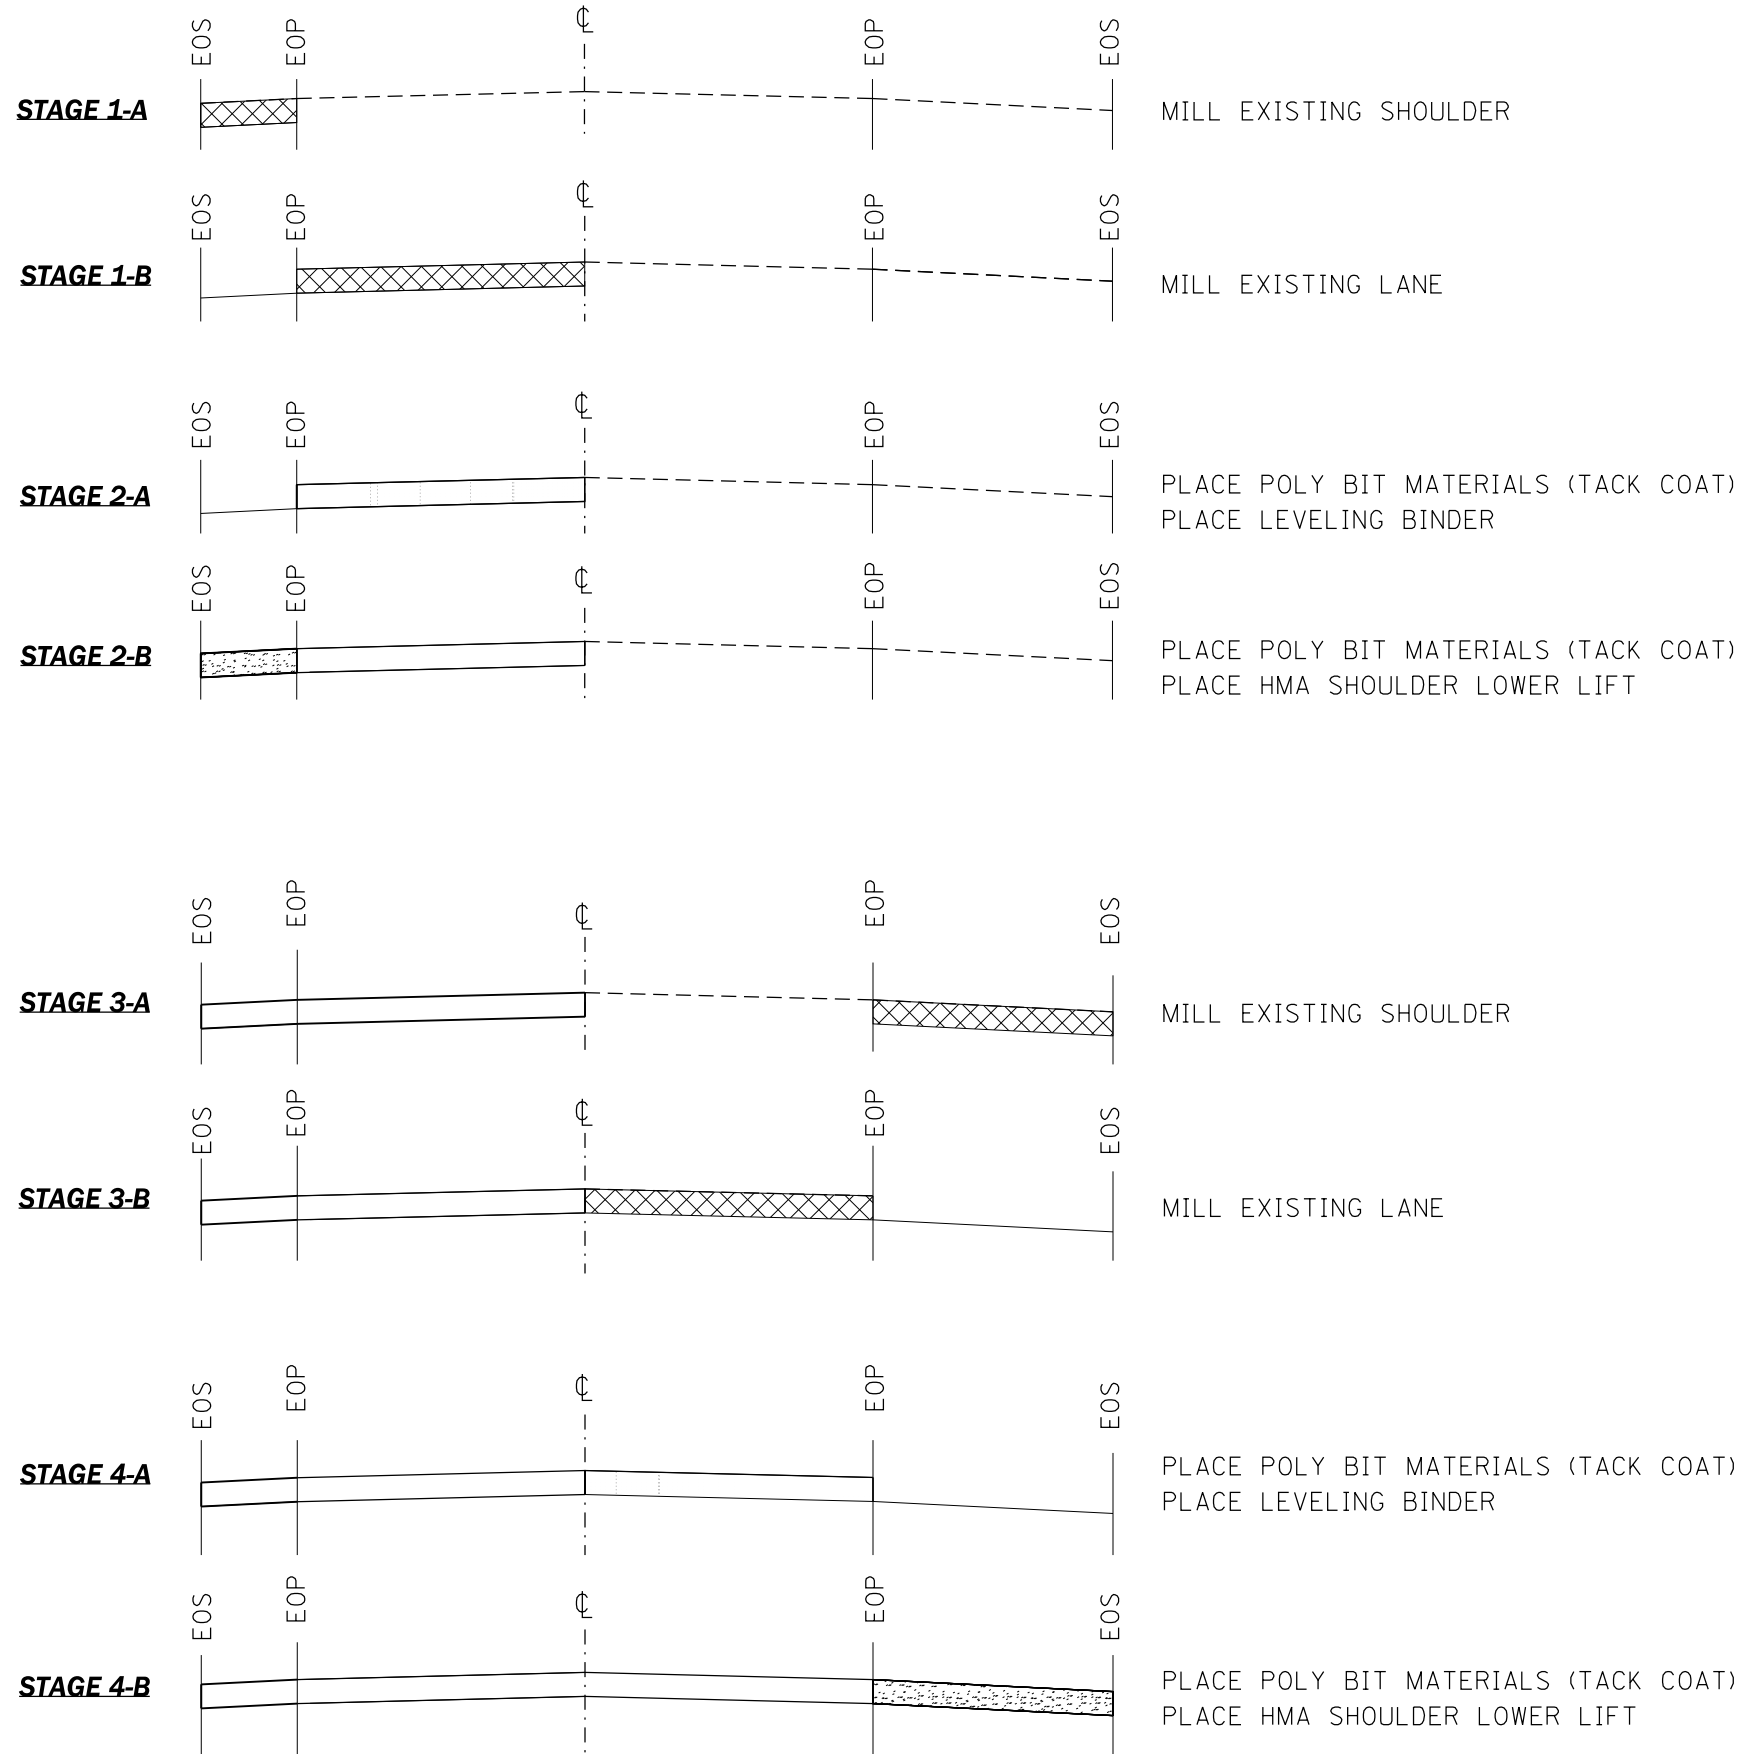 EOS EOP ℄ EOP EOS
STAGE 1-A MILL EXISTING SHOULDER
EOS EOP ℄ EOP EOS
STAGE 1-B MILL EXISTING LANE
EOS EOP ℄ EOP EOS
STAGE 2-A PLACE POLY BIT MATERIALS (TACK COAT)
PLACE LEVELING BINDER
EOS EOP ℄ EOP EOS
STAGE 2-B PLACE POLY BIT MATERIALS (TACK COAT)
PLACE HMA SHOULDER LOWER LIFT
EOS EOP ℄ EOP EOS
STAGE 3-A MILL EXISTING SHOULDER
EOS EOP ℄ EOP EOS
STAGE 3-B MILL EXISTING LANE
EOS EOP ℄ EOP EOS
STAGE 4-A PLACE POLY BIT MATERIALS (TACK COAT)
PLACE LEVELING BINDER
EOS EOP ℄ EOP EOS
STAGE 4-B PLACE POLY BIT MATERIALS (TACK COAT)
PLACE HMA SHOULDER LOWER LIFT